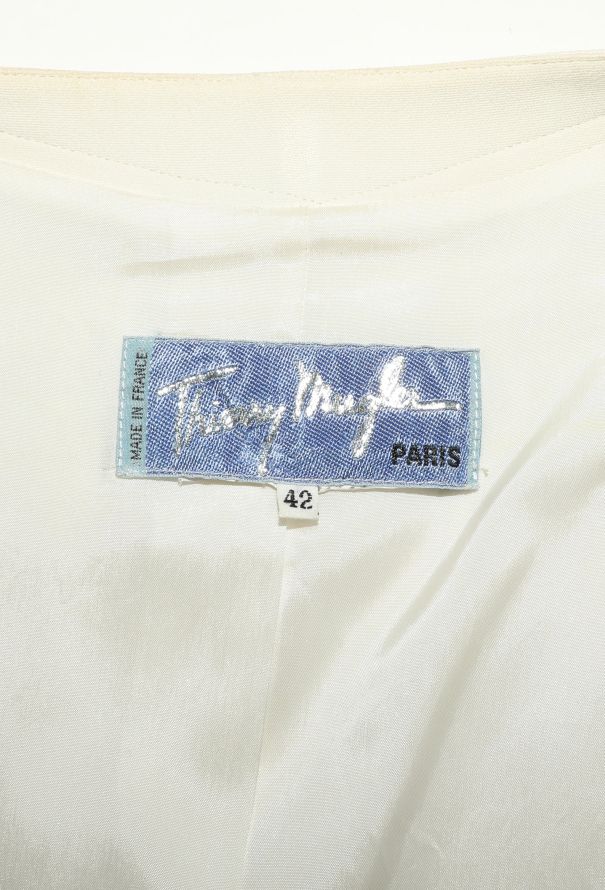 MADE IN FRANCE
Thierry Mugler
PARIS
42